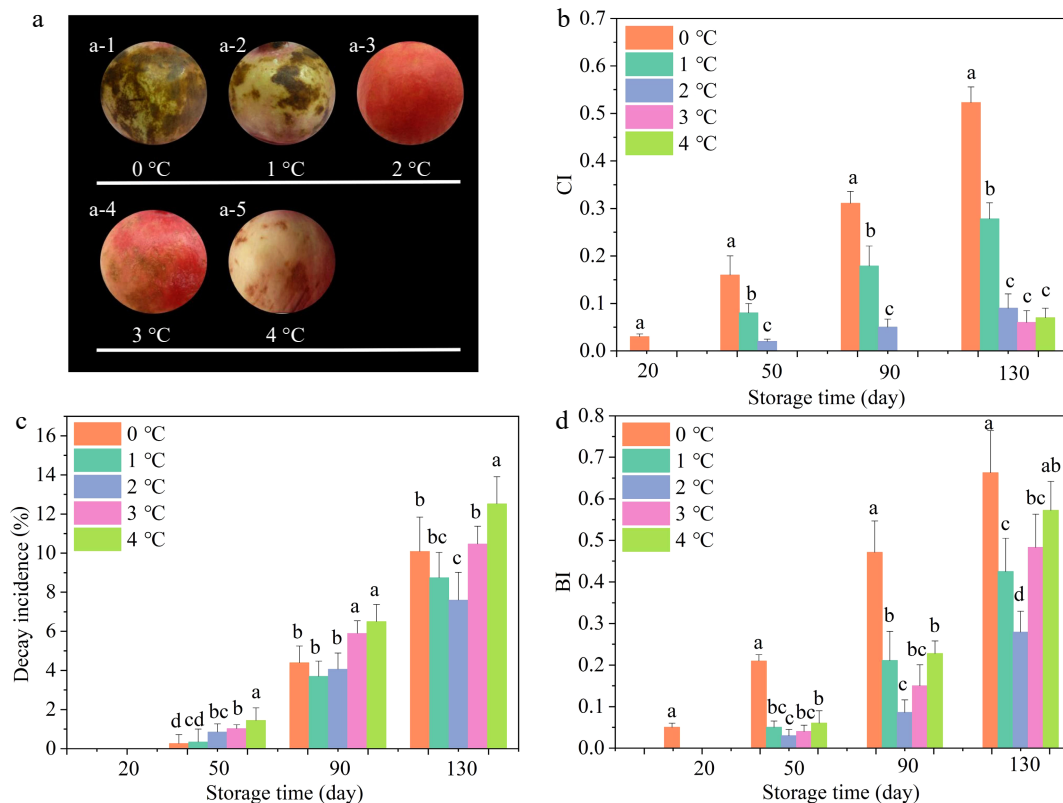 a
a-1
a-2
a-3
0 °C
1 °C
2 °C
a-4
a-5
3 °C
4 °C
b
0.7
0.6
0.5
0.4
0.3
0.2
0.1
0.0
CI
0 °C
1 °C
2 °C
3 °C
4 °C
a
a
b
c
a
b
c
a
b
c
c
c
20
50
90
130
Storage time (day)
c
16
14
12
10
8
6
4
2
0
Decay incidence (%)
0 °C
1 °C
2 °C
3 °C
4 °C
d
cd
bc
b
a
b
b
b
a
a
b
bc
c
b
a
20
50
90
130
Storage time (day)
d
0.8
0.7
0.6
0.5
0.4
0.3
0.2
0.1
0.0
BI
0 °C
1 °C
2 °C
3 °C
4 °C
a
a
bc
c
bc
b
a
b
c
bc
b
a
c
d
bc
ab
20
50
90
130
Storage time (day)